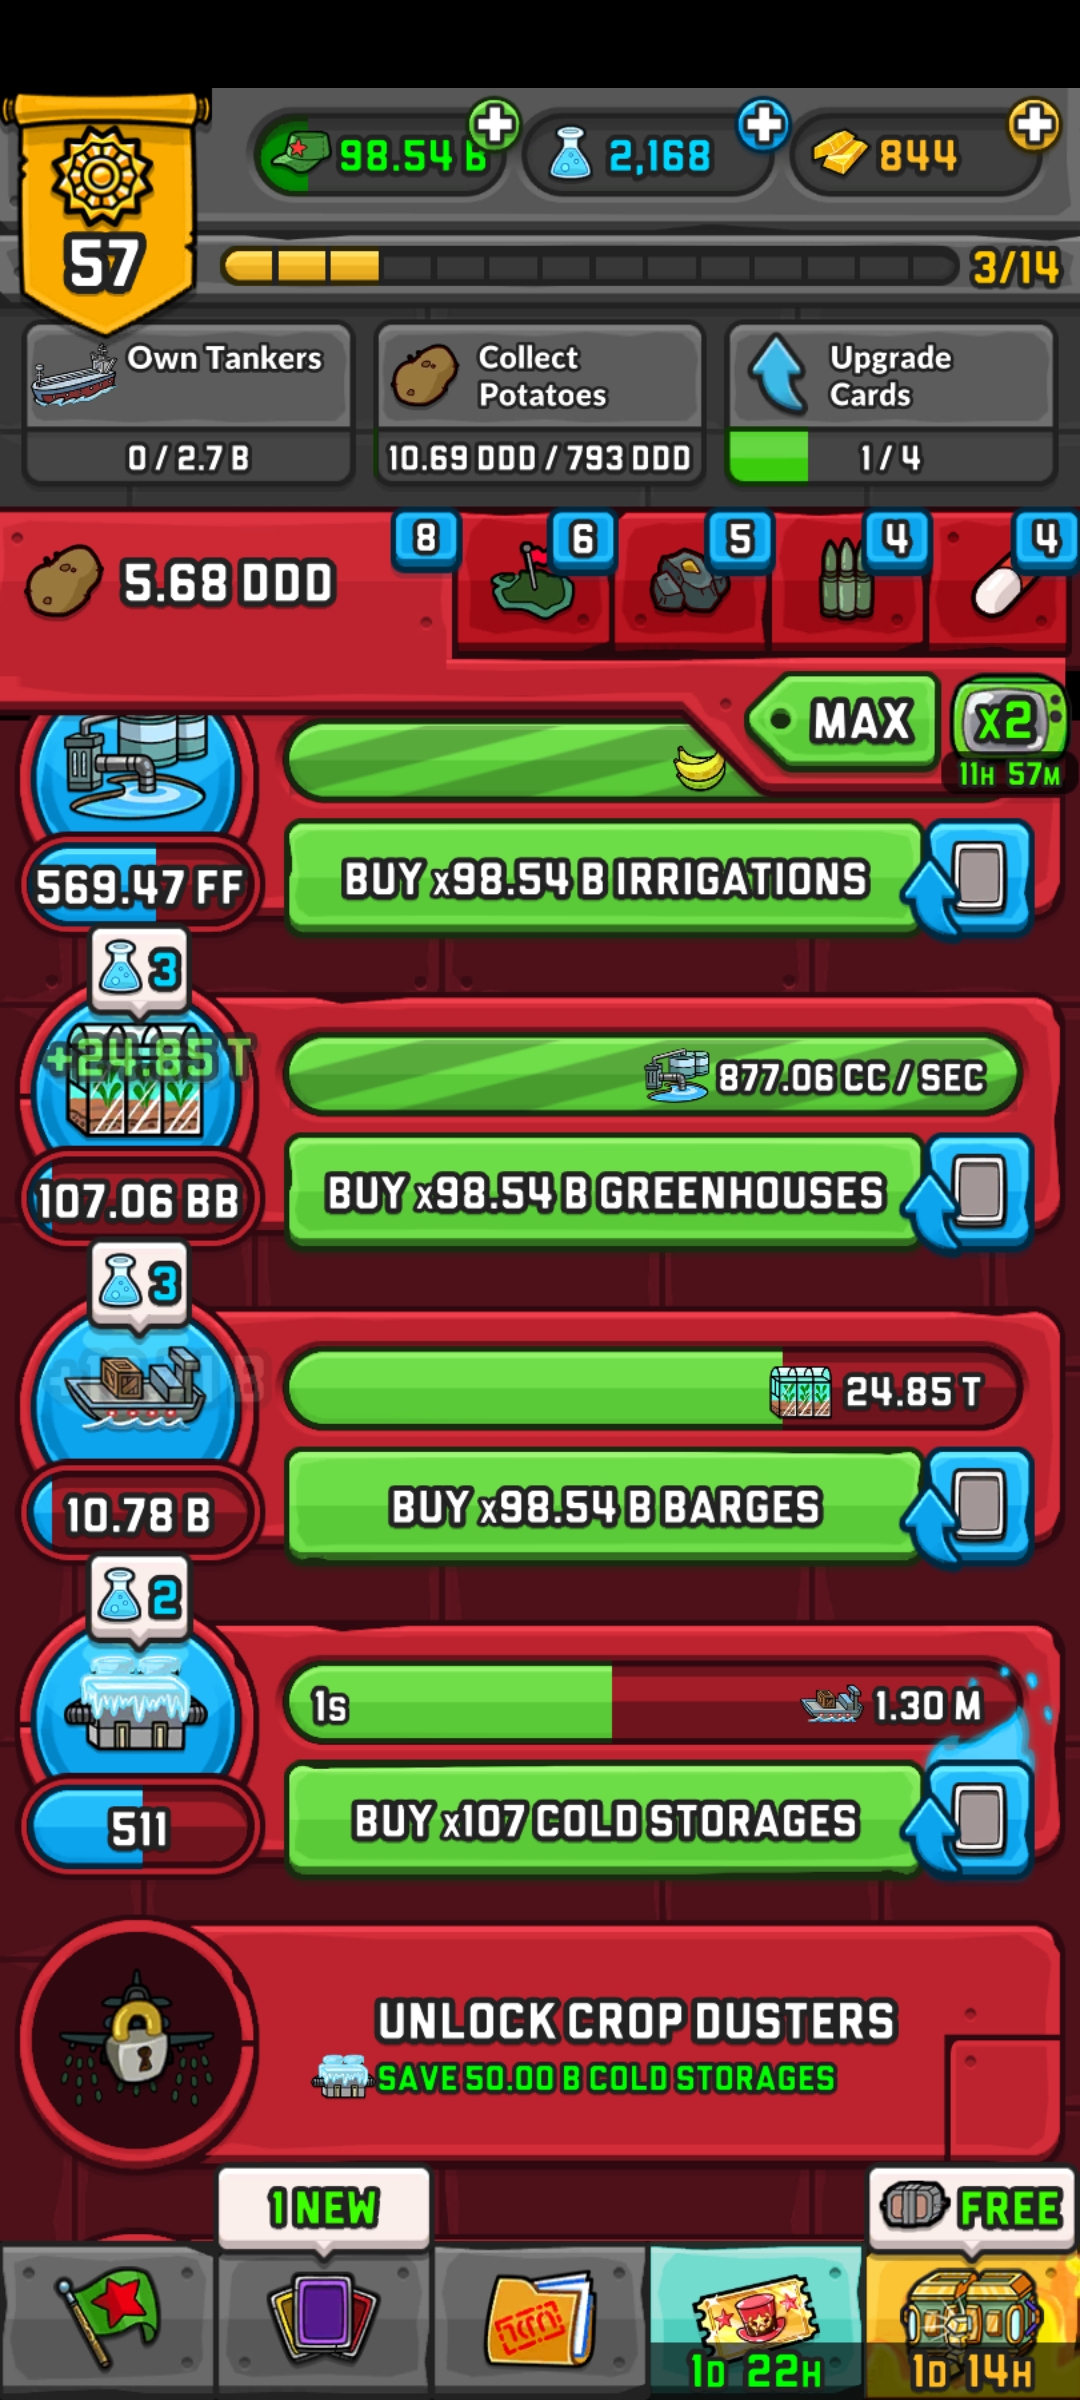 98.54 B
2,168
844
57
3/14
Own Tankers
Collect
Potatoes
Upgrade
Cards
0 / 2.7 B
10.69 DDD / 793 DDD
1 / 4
5.68 DDD
8
6
5
4
4
MAX
x2
11H 57M
569.47 FF
BUY x98.54 B IRRIGATIONS
3
+24.85 T
877.06 CC / SEC
107.06 BB
BUY x98.54 B GREENHOUSES
3
24.85 T
10.78 B
BUY x98.54 B BARGES
2
1s
1.30 M
511
BUY x107 COLD STORAGES
UNLOCK CROP DUSTERS
SAVE 50.00 B COLD STORAGES
1 NEW
FREE
1D 22H
1D 14H